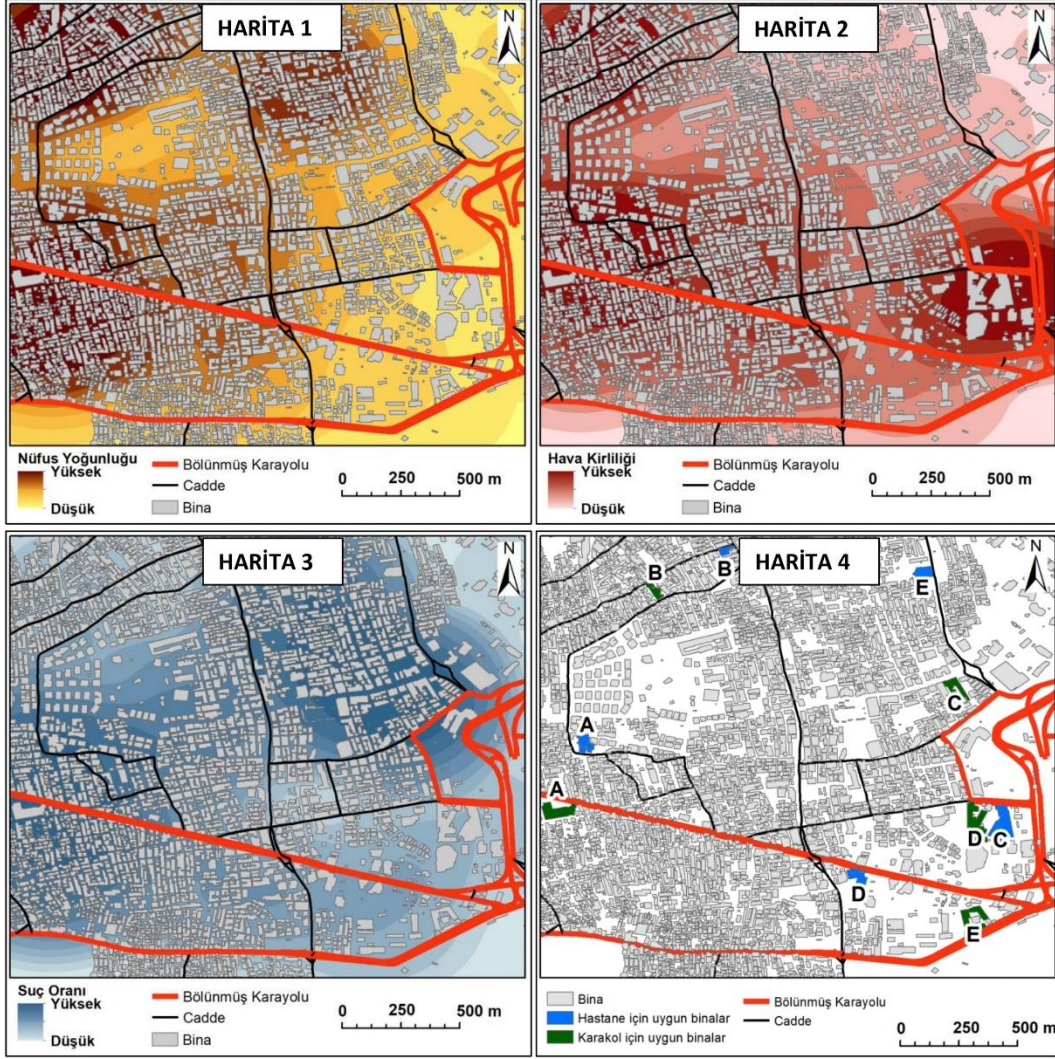 HARİTA 1
N
Nüfus Yoğunluğu
Yüksek
Düşük
Bölünmüş Karayolu
Cadde
Bina
0 250 500 m
HARİTA 2
N
Hava Kirliliği
Yüksek
Düşük
Bölünmüş Karayolu
Cadde
Bina
0 250 500 m
HARİTA 3
N
Suç Oranı
Yüksek
Düşük
Bölünmüş Karayolu
Cadde
Bina
0 250 500 m
HARİTA 4
N
B
B
E
C
A
A
D
C
D
E
Bina
Hastane için uygun binalar
Karakol için uygun binalar
Bölünmüş Karayolu
Cadde
0 250 500 m